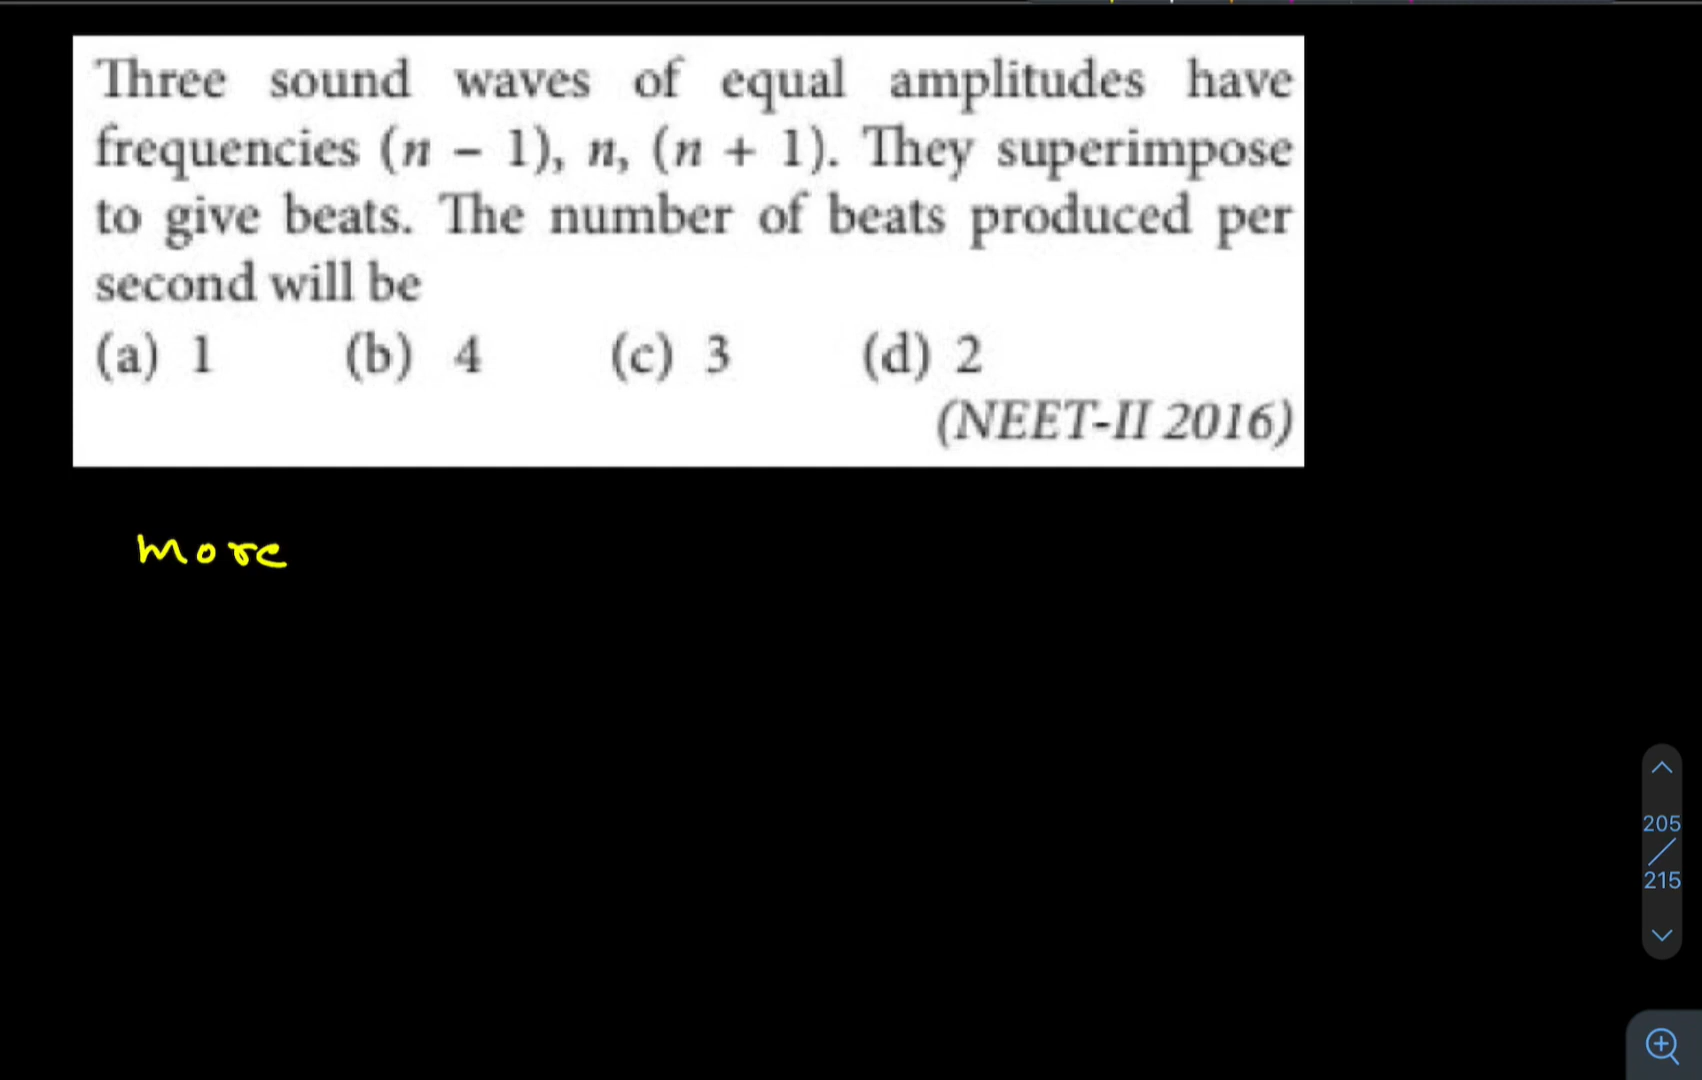 Three sound waves of equal amplitudes have
frequencies (n − 1), n, (n + 1). They superimpose
to give beats. The number of beats produced per
second will be
(a) 1 (b) 4 (c) 3 (d) 2
(NEET-II 2016)
more
205
/
215